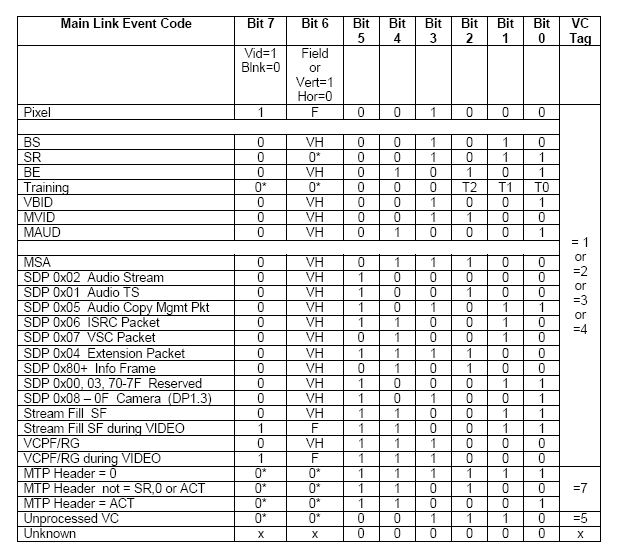 Main Link Event Code Bit 7 Bit 6 Bit 5 Bit 4 Bit 3 Bit 2 Bit 1 Bit 0 VC Tag
Vid=1 Blnk=0 Field or Vert=1 Hor=0
Pixel 1 F 0 0 1 0 0 0
BS 0 VH 0 0 1 0 1 0
SR 0 0* 0 0 1 0 1 1
BE 0 VH 0 1 0 1 0 1
Training 0* 0* 0 0 0 T2 T1 T0
VBID 0 VH 0 0 1 0 0 1
MVID 0 VH 0 0 1 1 0 0
MAUD 0 VH 0 1 0 0 0 1
= 1
or
=2
or
=3
or
=4
MSA 0 VH 0 1 1 1 0 0
SDP 0x02 Audio Stream 0 VH 1 0 0 0 0 0
SDP 0x01 Audio TS 0 VH 1 0 0 1 0 0
SDP 0x05 Audio Copy Mgmt Pkt 0 VH 1 0 1 0 1 1
SDP 0x06 ISRC Packet 0 VH 1 1 0 0 1 0
SDP 0x07 VSC Packet 0 VH 0 1 0 0 1 0
SDP 0x04 Extension Packet 0 VH 1 1 1 1 0 0
SDP 0x80+ Info Frame 0 VH 0 1 0 1 0 0
SDP 0x00, 03, 70-7F Reserved 0 VH 1 0 0 0 1 1
SDP 0x08 – 0F Camera (DP1.3) 0 VH 1 0 1 0 0 1
Stream Fill SF 0 VH 1 1 0 0 1 1
Stream Fill SF during VIDEO 1 F 1 1 0 0 1 1
VCPF/RG 0 VH 1 1 1 0 0 0
VCPF/RG during VIDEO 1 F 1 1 1 0 0 0
MTP Header = 0 0* 0* 1 1 1 1 1 1
MTP Header not = SR,0 or ACT 0* 0* 1 1 0 1 0 0 =7
MTP Header = ACT 0* 0* 1 1 0 0 0 1
Unprocessed VC 0* 0* 0 0 1 1 1 0 =5
Unknown x x 0 0 0 0 0 0 x